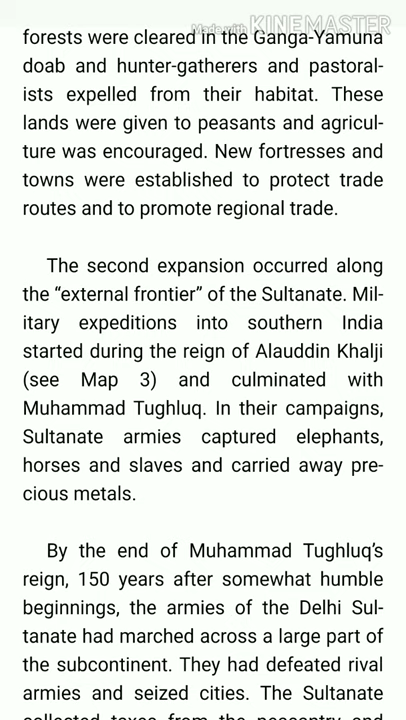 Made with KINEMASTER
forests were cleared in the Ganga-Yamuna
doab and hunter-gatherers and pastoral-
ists expelled from their habitat. These
lands were given to peasants and agricul-
ture was encouraged. New fortresses and
towns were established to protect trade
routes and to promote regional trade.
The second expansion occurred along
the “external frontier” of the Sultanate. Mil-
itary expeditions into southern India
started during the reign of Alauddin Khalji
(see Map 3) and culminated with
Muhammad Tughluq. In their campaigns,
Sultanate armies captured elephants,
horses and slaves and carried away pre-
cious metals.
By the end of Muhammad Tughluq’s
reign, 150 years after somewhat humble
beginnings, the armies of the Delhi Sul-
tanate had marched across a large part of
the subcontinent. They had defeated rival
armies and seized cities. The Sultanate
collected taxes from the peasantry and